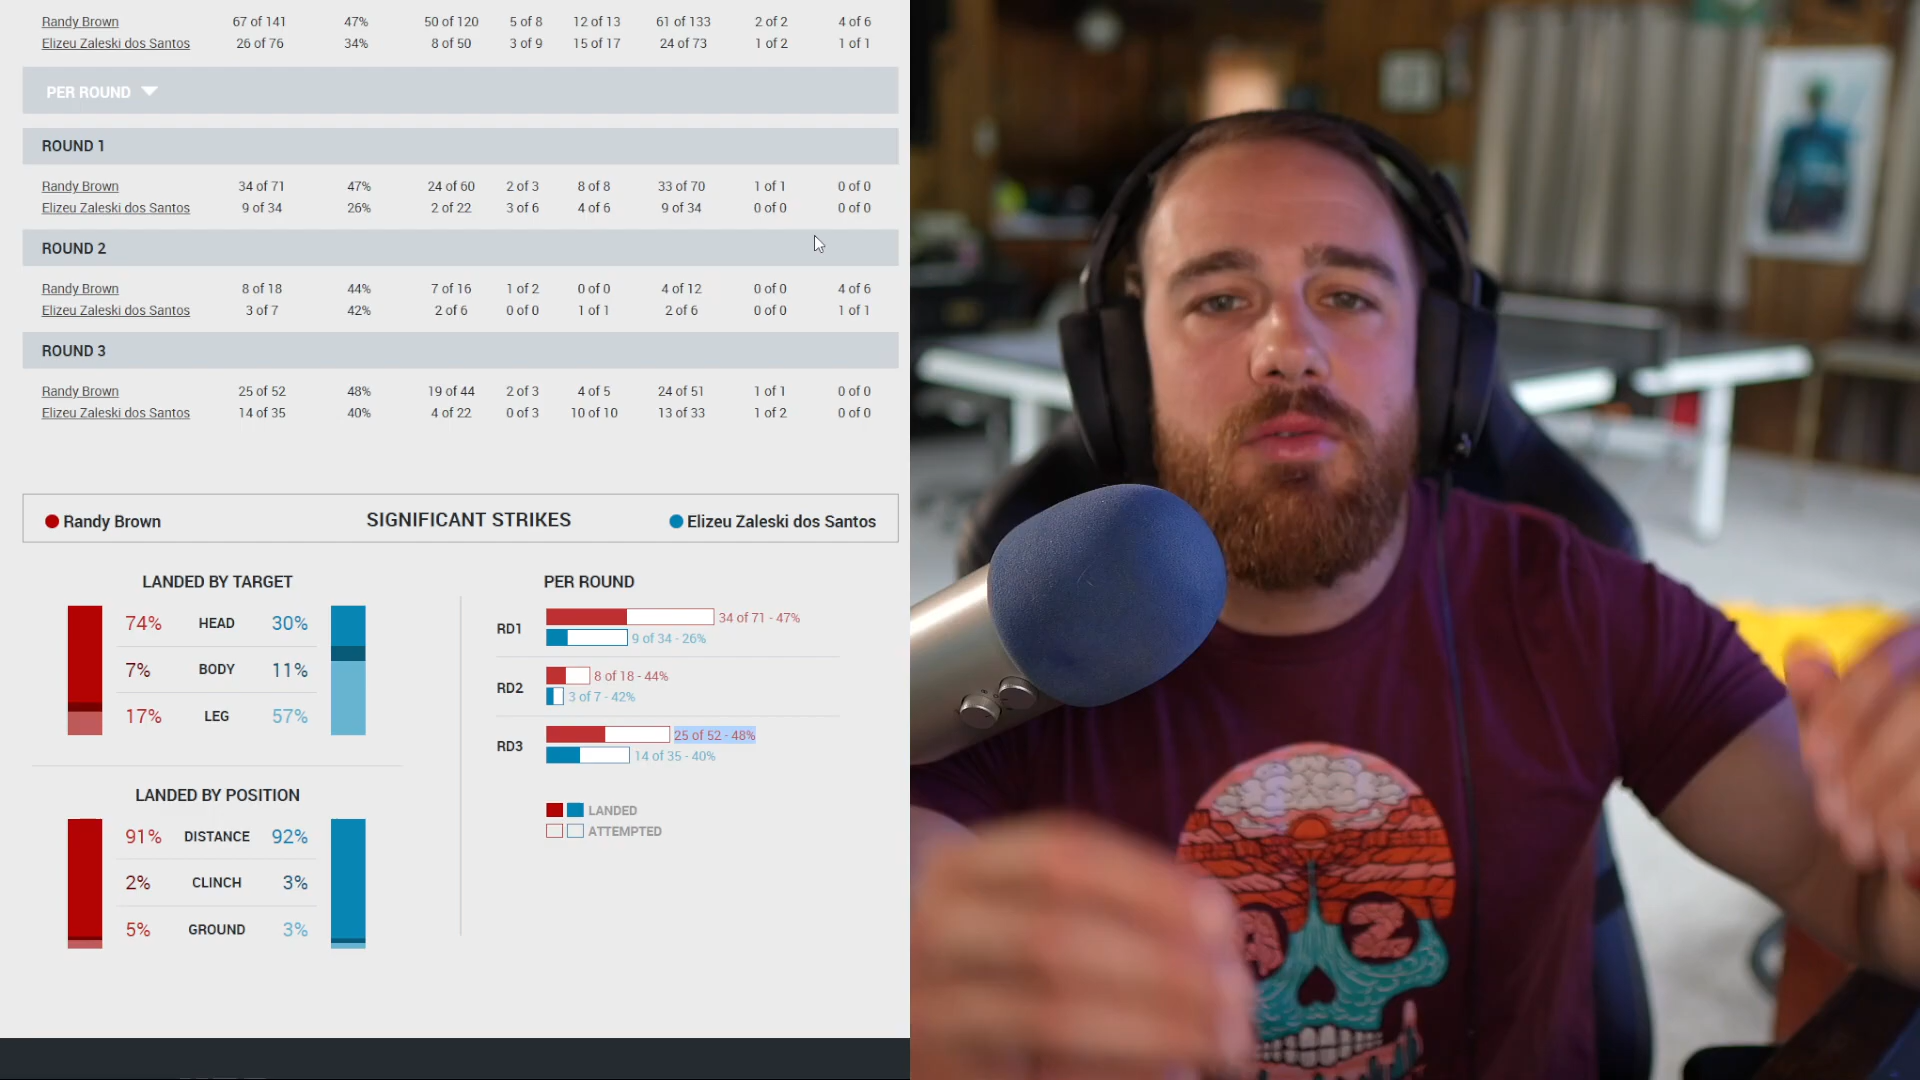 Randy Brown 67 of 141 47% 50 of 120 5 of 8 12 of 13 61 of 133 2 of 2 4 of 6
Elizeu Zaleski dos Santos 26 of 76 34% 8 of 50 3 of 9 15 of 17 24 of 73 1 of 2 1 of 1
PER ROUND
ROUND 1
Randy Brown 34 of 71 47% 24 of 60 2 of 3 8 of 8 33 of 70 1 of 1 0 of 0
Elizeu Zaleski dos Santos 9 of 34 26% 2 of 22 3 of 6 4 of 6 9 of 34 0 of 0 0 of 0
ROUND 2
Randy Brown 8 of 18 44% 7 of 16 1 of 2 0 of 0 4 of 12 0 of 0 4 of 6
Elizeu Zaleski dos Santos 3 of 7 42% 2 of 6 0 of 0 1 of 1 2 of 6 0 of 0 1 of 1
ROUND 3
Randy Brown 25 of 52 48% 19 of 44 2 of 3 4 of 5 24 of 51 1 of 1 0 of 0
Elizeu Zaleski dos Santos 14 of 35 40% 4 of 22 0 of 3 10 of 10 13 of 33 1 of 2 0 of 0
Randy Brown SIGNIFICANT STRIKES Elizeu Zaleski dos Santos
LANDED BY TARGET
74% HEAD 30%
7% BODY 11%
17% LEG 57%
LANDED BY POSITION
91% DISTANCE 92%
2% CLINCH 3%
5% GROUND 3%
PER ROUND
RD1
34 of 71 - 47%
9 of 34 - 26%
RD2
8 of 18 - 44%
3 of 7 - 42%
RD3
25 of 52 - 48%
14 of 35 - 40%
LANDED
ATTEMPTED
AZ